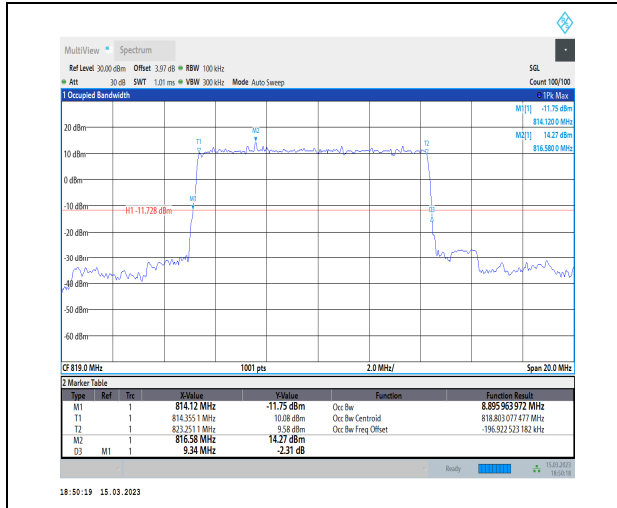 MultiView Spectrum
Ref Level 30.00 dBm Offset 3.97 dB RBW 100 kHz SGL
Att 30 dB SWT 1.01 ms VBW 300 kHz Mode Auto Sweep Count 100/100
1 Occupied Bandwidth 1Pk Max
M1[1] -11.75 dBm
814.120 0 MHz
M2[1] 14.27 dBm
816.580 0 MHz
20 dBm
M2
T1
T2
10 dBm
0 dBm
M1
-10 dBm
H1 -11.728 dBm
D3
-20 dBm
-30 dBm
-40 dBm
-50 dBm
-60 dBm
CF 819.0 MHz 1001 pts 2.0 MHz/ Span 20.0 MHz
2 Marker Table
Type Ref Trc X-Value Y-Value Function Function Result
M1 1 814.12 MHz -11.75 dBm Occ Bw 8.895 963 972 MHz
T1 1 814.355 1 MHz 10.08 dBm Occ Bw Centroid 818.803 077 477 MHz
T2 1 823.251 1 MHz 9.58 dBm Occ Bw Freq Offset -196.922 523 182 kHz
M2 1 816.58 MHz 14.27 dBm
D3 M1 1 9.34 MHz -2.31 dB
Ready 15.03.2023
18:50:18
18:50:19 15.03.2023